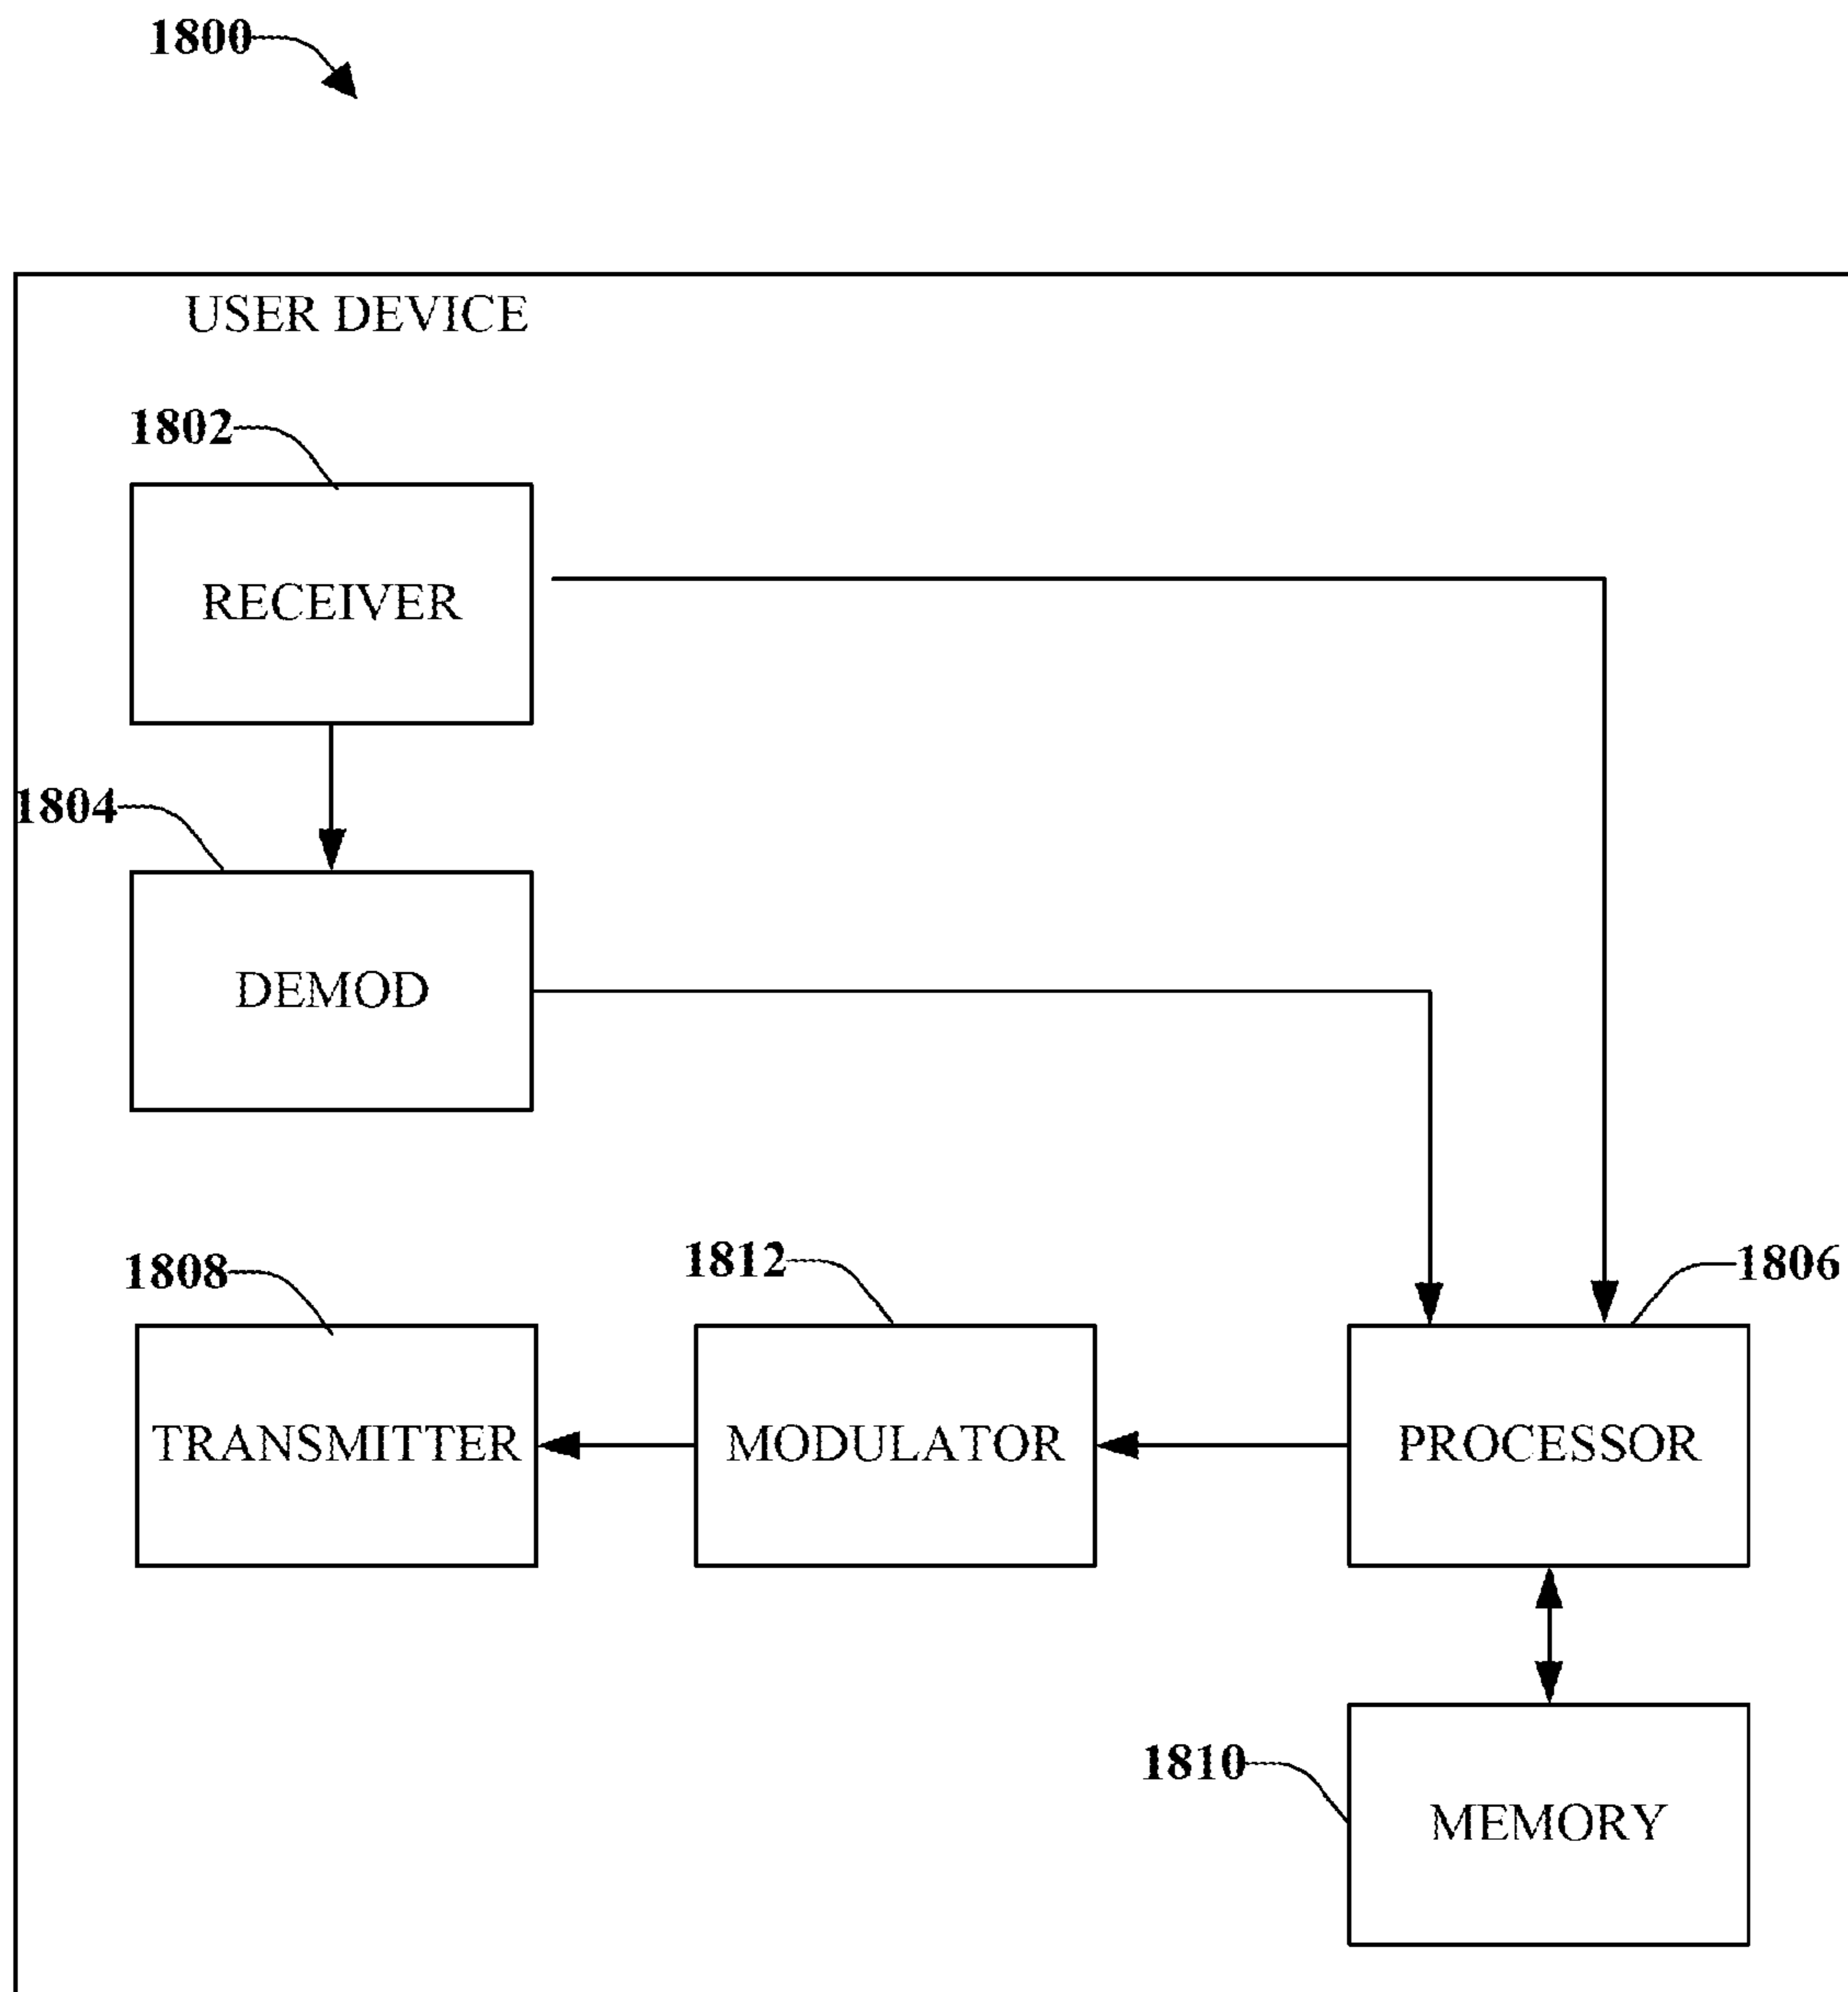 1800
USER DEVICE
1802
RECEIVER
1804
DEMOD
1808
1812
1806
TRANSMITTER
MODULATOR
PROCESSOR
1810
MEMORY